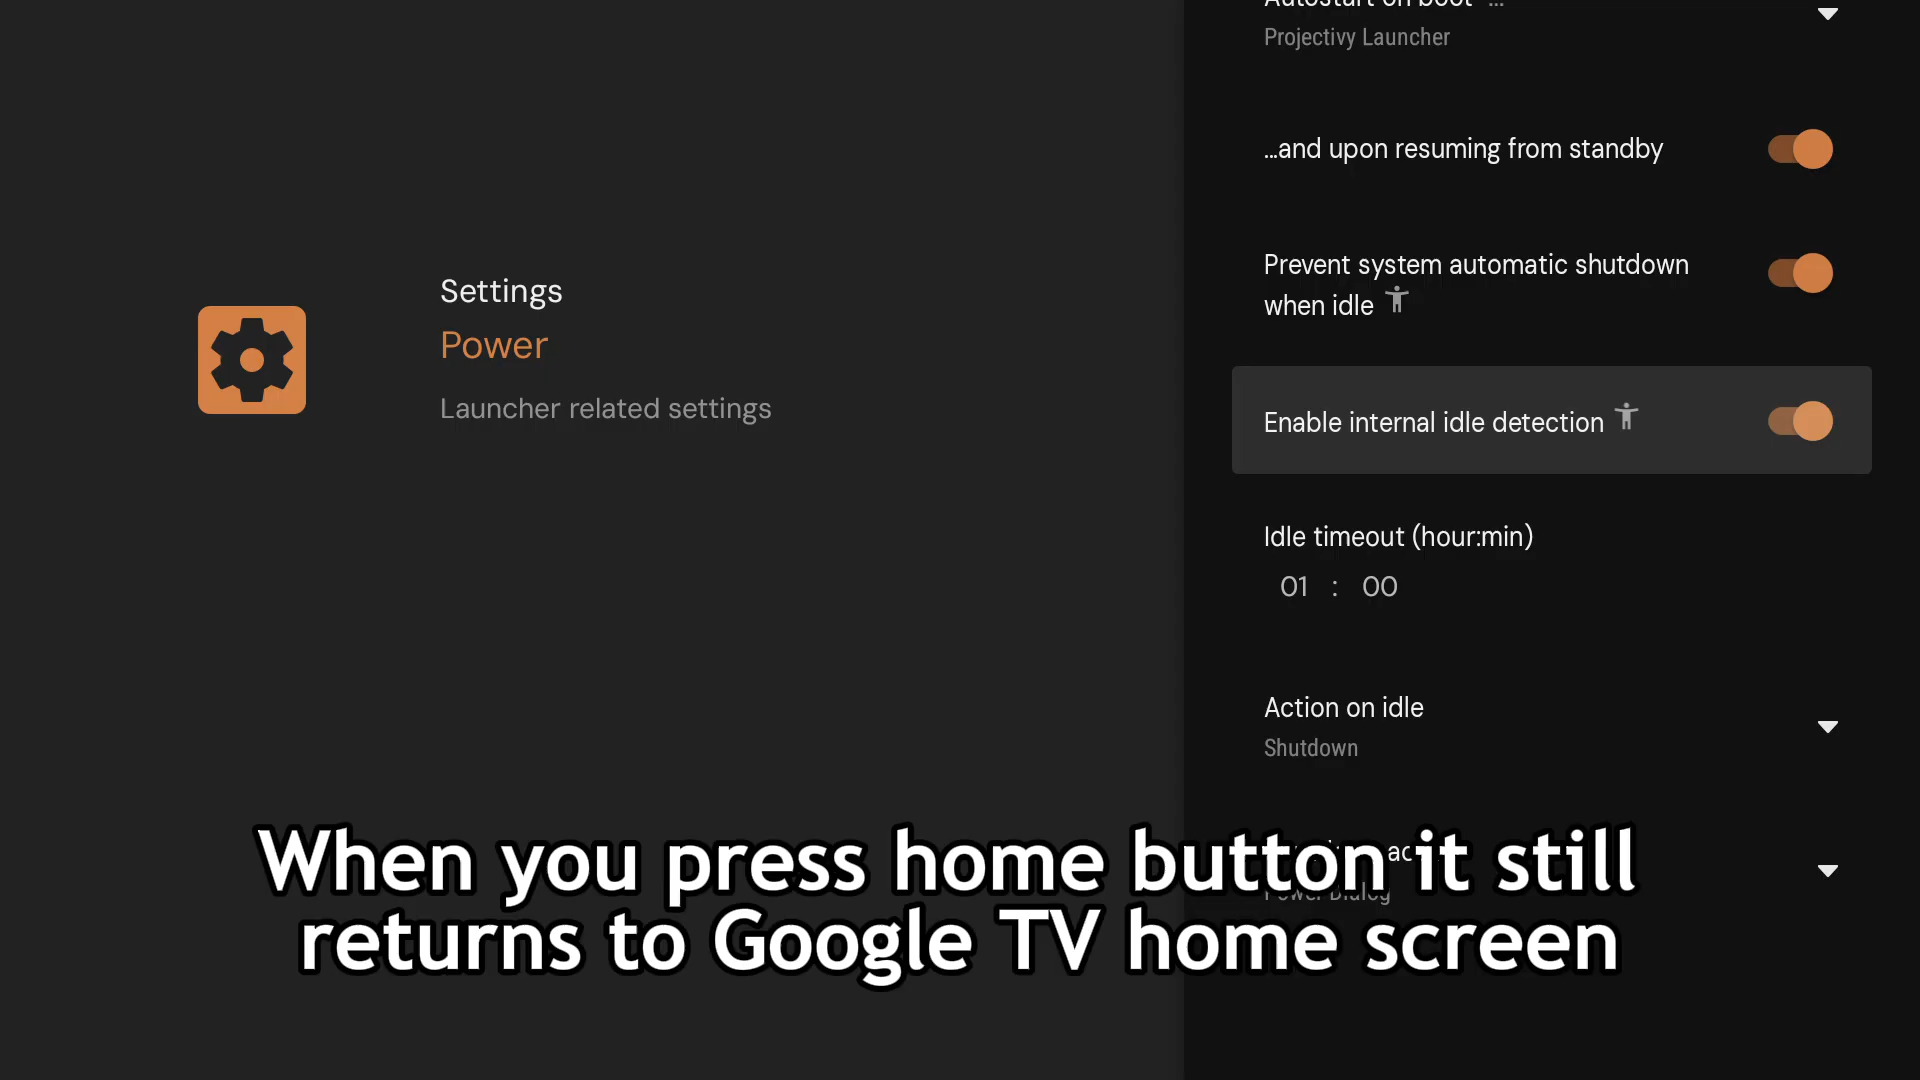 Projectivy Launcher
...and upon resuming from standby
Prevent system automatic shutdown
when idle
Settings
Power
Launcher related settings
Enable internal idle detection
Idle timeout (hour:min)
01 : 00
Action on idle
Shutdown
When you press home button it still
returns to Google TV home screen